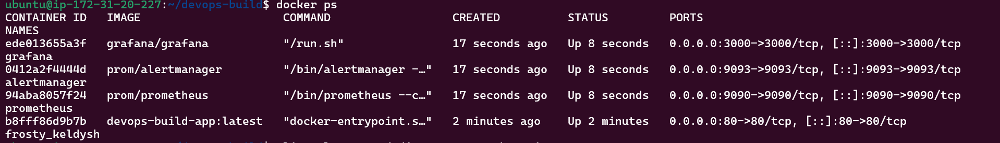 ubuntu@ip-172-31-20-227:~/devops-build$ docker ps
CONTAINER ID   IMAGE                     COMMAND                  CREATED          STATUS         PORTS
NAMES
ede013655a3f   grafana/grafana           "/run.sh"                17 seconds ago   Up 8 seconds   0.0.0.0:3000->3000/tcp, [::]:3000->3000/tcp
grafana
0412a2f4444d   prom/alertmanager         "/bin/alertmanager -…"   17 seconds ago   Up 8 seconds   0.0.0.0:9093->9093/tcp, [::]:9093->9093/tcp
alertmanager
94aba8057f24   prom/prometheus           "/bin/prometheus --c…"   17 seconds ago   Up 8 seconds   0.0.0.0:9090->9090/tcp, [::]:9090->9090/tcp
prometheus
b8fff86d9b7b   devops-build-app:latest   "docker-entrypoint.s…"   2 minutes ago    Up 2 minutes   0.0.0.0:80->80/tcp, [::]:80->80/tcp
frosty_keldysh